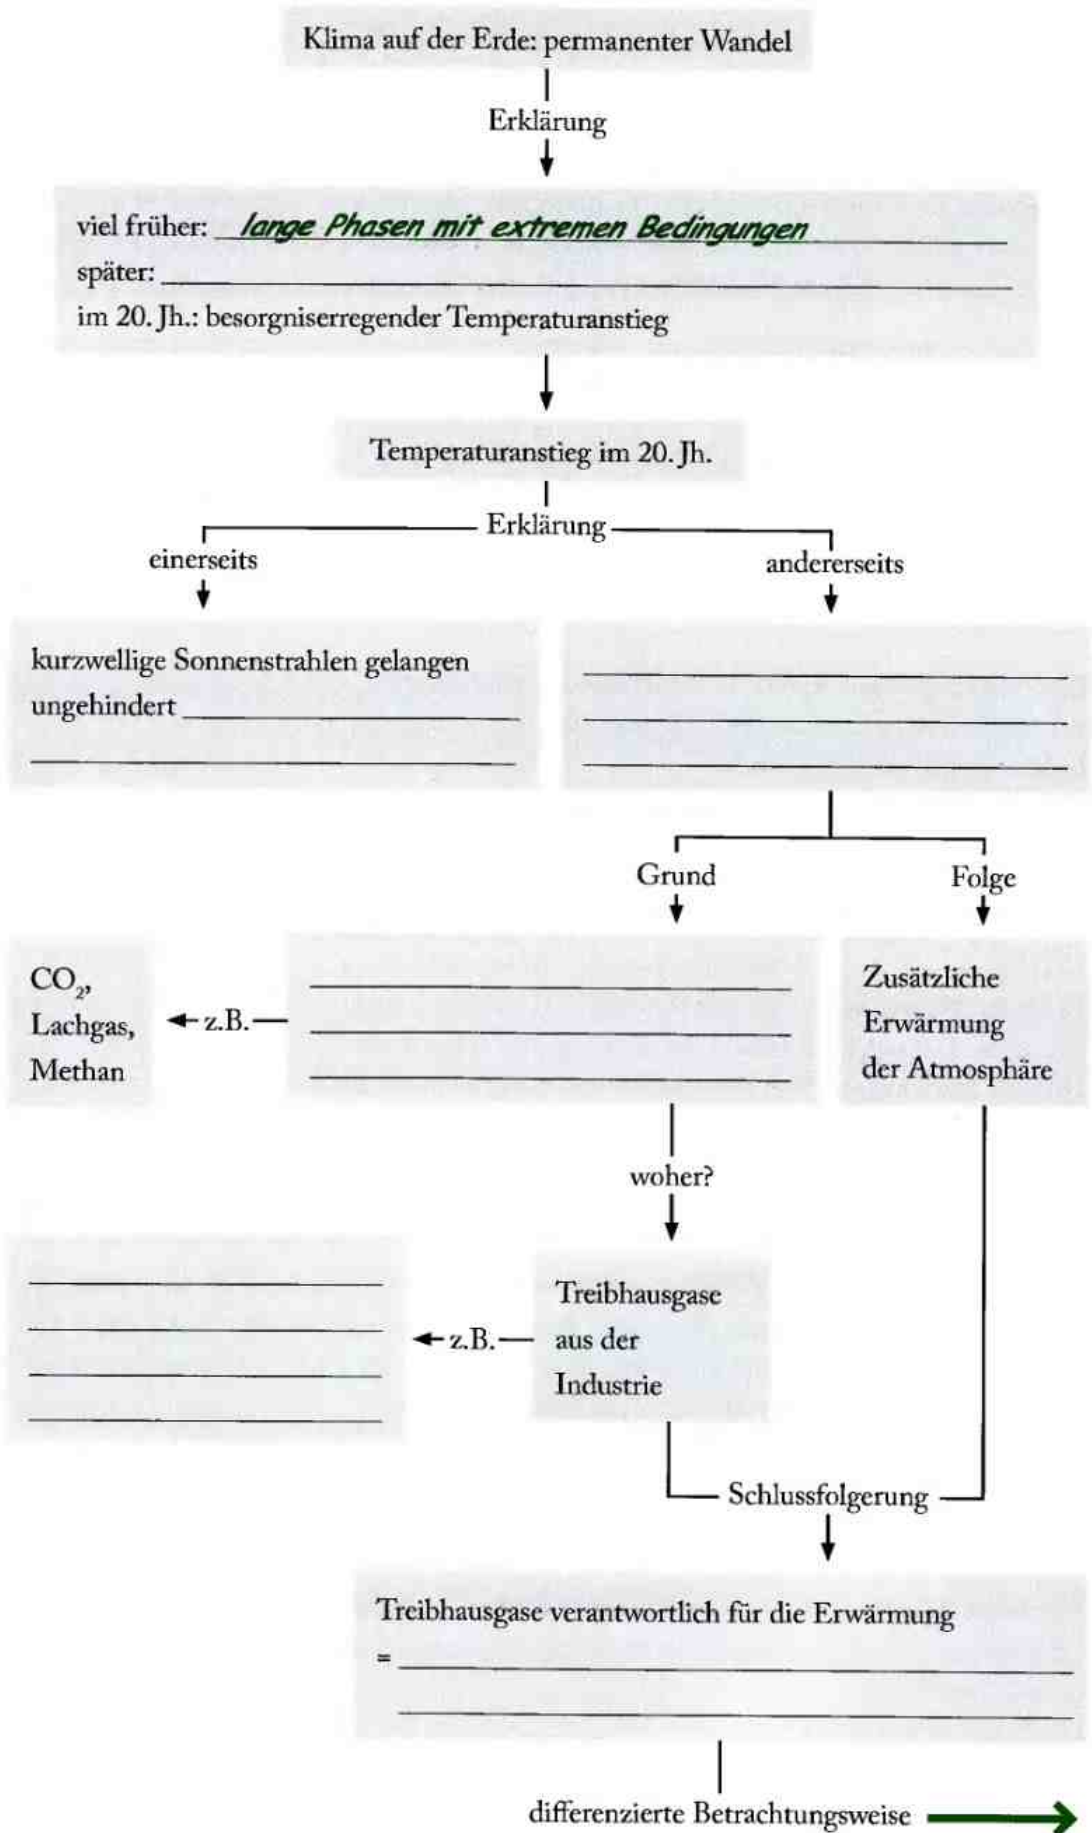 Klima auf der Erde: permanenter Wandel
Erklärung
viel früher: lange Phasen mit extremen Bedingungen
später:
im 20. Jh.: besorgniserregender Temperaturanstieg
Temperaturanstieg im 20. Jh.
Erklärung
einerseits
andererseits
kurzwellige Sonnenstrahlen gelangen
ungehindert
Grund
Folge
CO₂,
Lachgas,
Methan
z.B.
Zusätzliche
Erwärmung
der Atmosphäre
woher?
z.B.
Treibhausgase
aus der
Industrie
Schlussfolgerung
Treibhausgase verantwortlich für die Erwärmung
=
differenzierte Betrachtungsweise